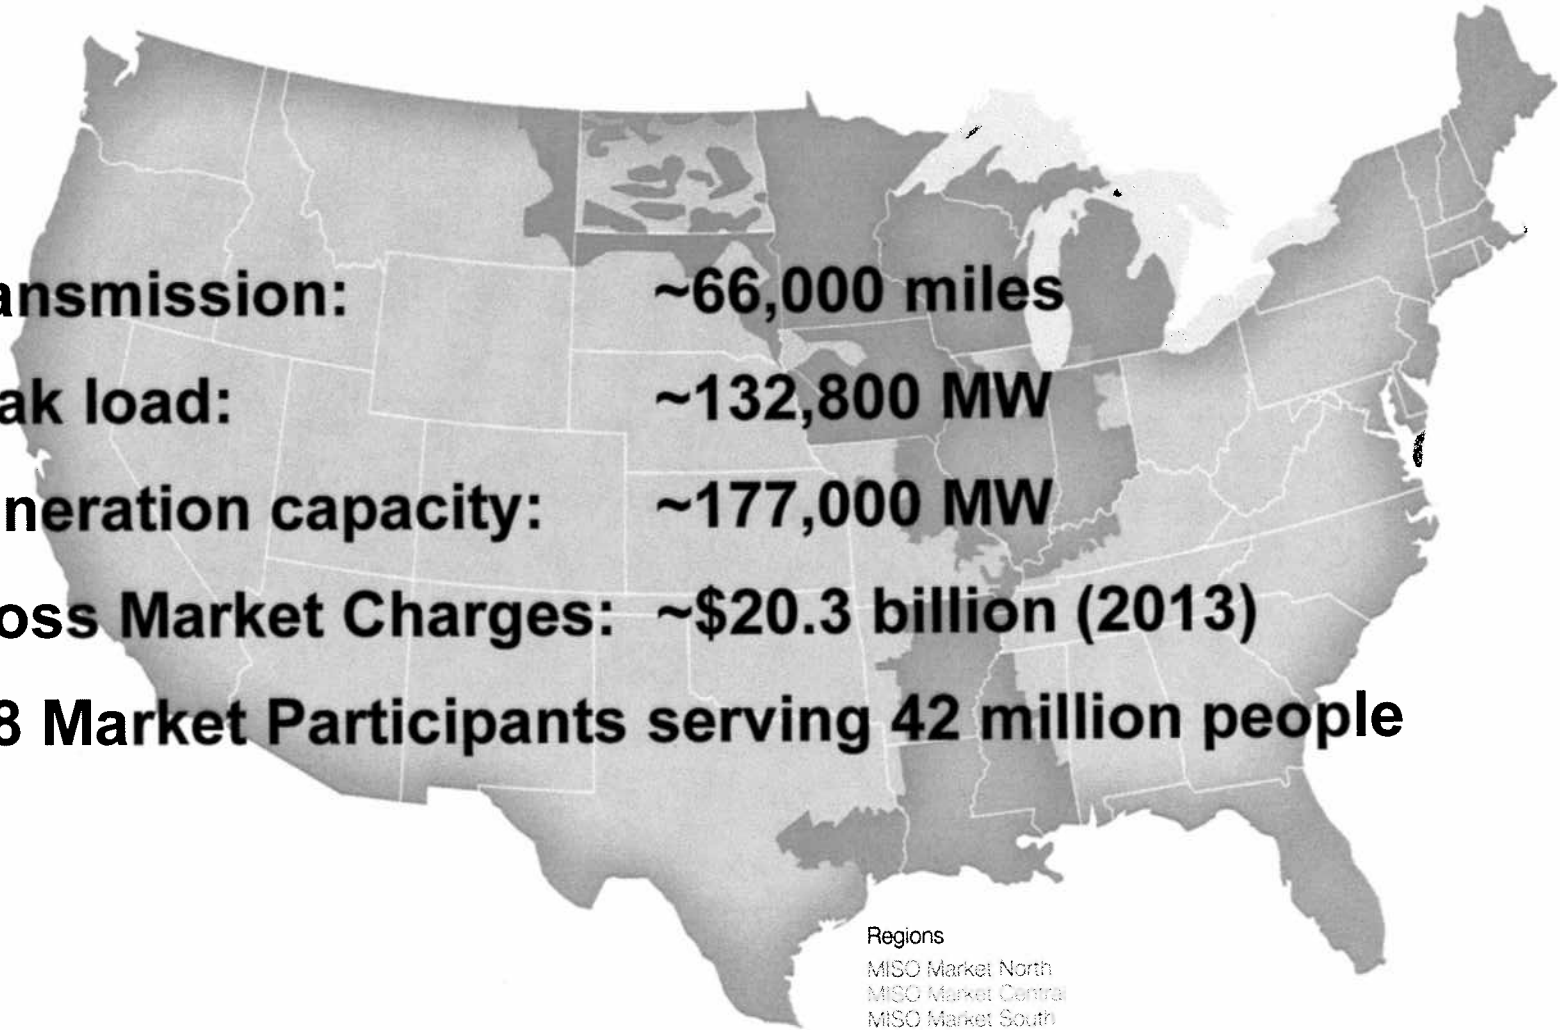 ansmission: ~66,000 miles
ak load: ~132,800 MW
neration capacity: ~177,000 MW
oss Market Charges: ~$20.3 billion (2013)
8 Market Participants serving 42 million people
Regions
MISO Market North
MISO Market Central
MISO Market South